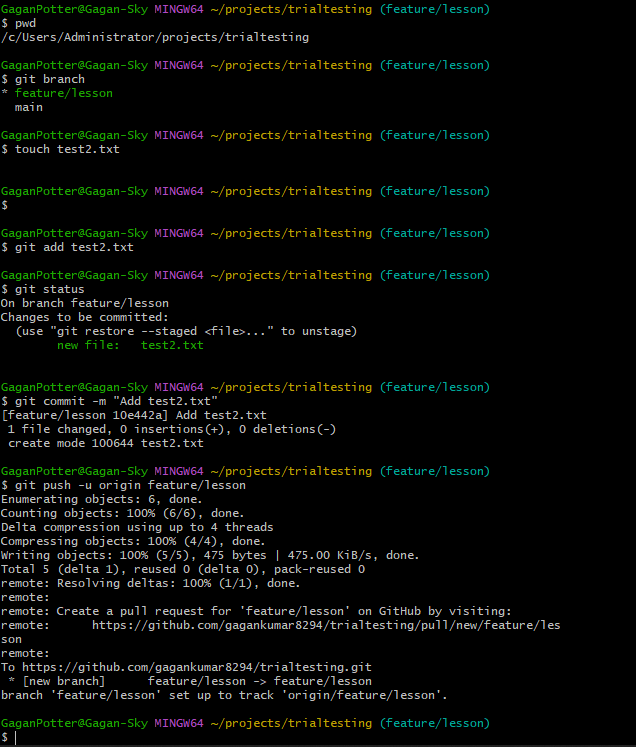 GaganPotter@Gagan-Sky MINGW64 ~/projects/trialtesting (feature/lesson)
$ pwd
/c/Users/Administrator/projects/trialtesting

GaganPotter@Gagan-Sky MINGW64 ~/projects/trialtesting (feature/lesson)
$ git branch
* feature/lesson
  main

GaganPotter@Gagan-Sky MINGW64 ~/projects/trialtesting (feature/lesson)
$ touch test2.txt

GaganPotter@Gagan-Sky MINGW64 ~/projects/trialtesting (feature/lesson)
$

GaganPotter@Gagan-Sky MINGW64 ~/projects/trialtesting (feature/lesson)
$ git add test2.txt

GaganPotter@Gagan-Sky MINGW64 ~/projects/trialtesting (feature/lesson)
$ git status
On branch feature/lesson
Changes to be committed:
  (use "git restore --staged <file>..." to unstage)
        new file:   test2.txt

GaganPotter@Gagan-Sky MINGW64 ~/projects/trialtesting (feature/lesson)
$ git commit -m "Add test2.txt"
[feature/lesson 10e442a] Add test2.txt
 1 file changed, 0 insertions(+), 0 deletions(-)
 create mode 100644 test2.txt

GaganPotter@Gagan-Sky MINGW64 ~/projects/trialtesting (feature/lesson)
$ git push -u origin feature/lesson
Enumerating objects: 6, done.
Counting objects: 100% (6/6), done.
Delta compression using up to 4 threads
Compressing objects: 100% (4/4), done.
Writing objects: 100% (5/5), 475 bytes | 475.00 KiB/s, done.
Total 5 (delta 1), reused 0 (delta 0), pack-reused 0
remote: Resolving deltas: 100% (1/1), done.
remote:
remote: Create a pull request for 'feature/lesson' on GitHub by visiting:
remote:      https://github.com/gagankumar8294/trialtesting/pull/new/feature/les
son
remote:
To https://github.com/gagankumar8294/trialtesting.git
 * [new branch]      feature/lesson -> feature/lesson
branch 'feature/lesson' set up to track 'origin/feature/lesson'.

GaganPotter@Gagan-Sky MINGW64 ~/projects/trialtesting (feature/lesson)
$